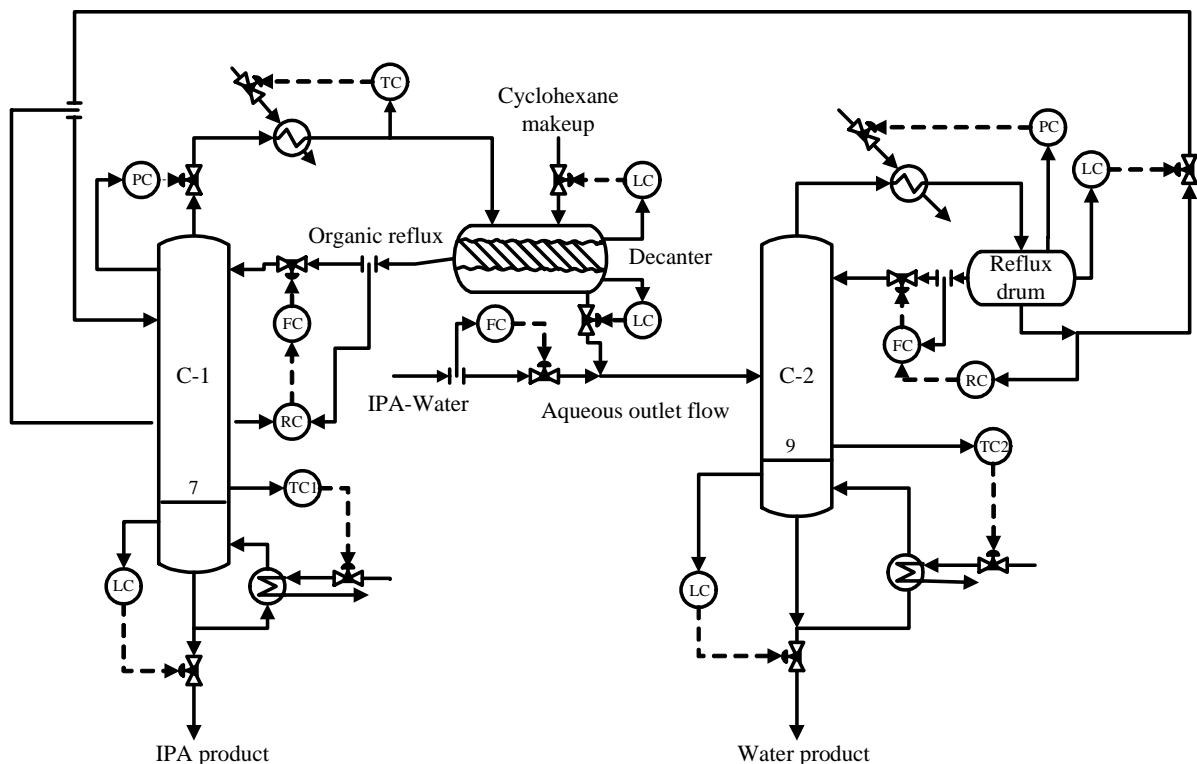 TC
Cyclohexane
makeup
PC
PC
LC
LC
Organic reflux
Decanter
Reflux
drum
FC
FC
LC
FC
C-1
C-2
IPA-Water
Aqueous outlet flow
RC
RC
9
TC2
7
TC1
LC
LC
IPA product
Water product